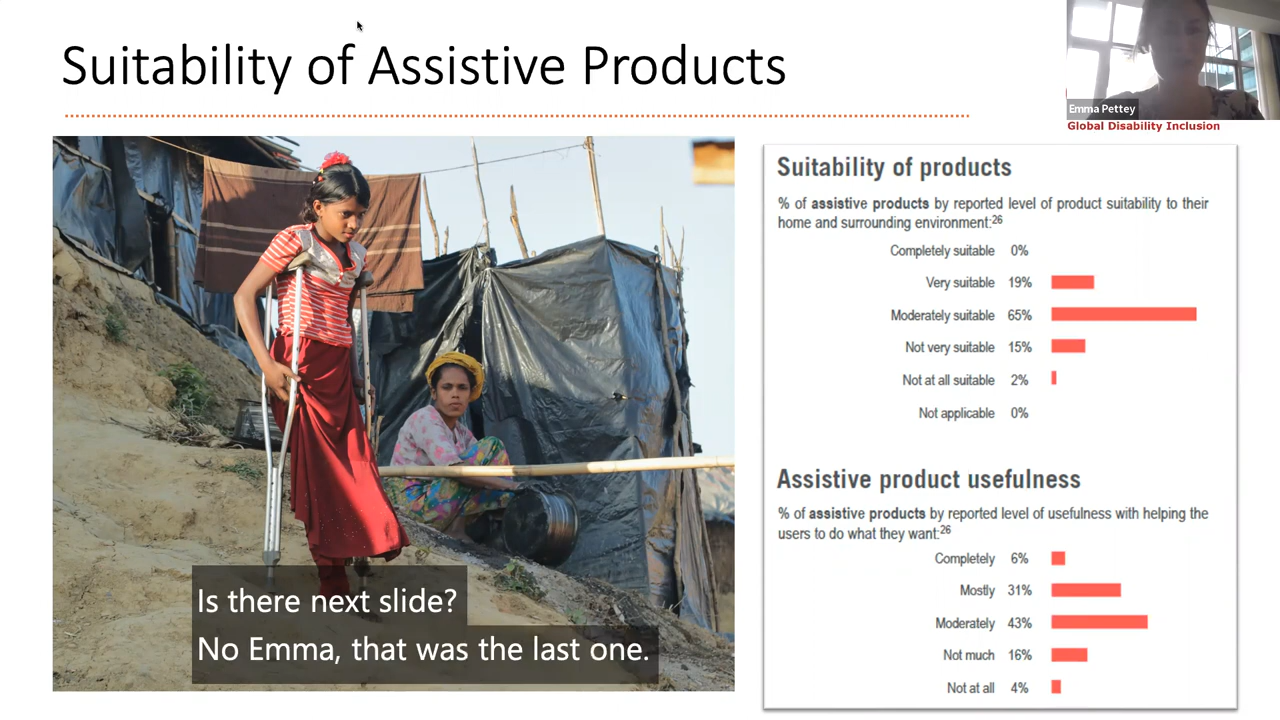 Suitability of Assistive Products
Emma Pettey
Global Disability Inclusion
Suitability of products
% of assistive products by reported level of product suitability to their
home and surrounding environment:26
Completely suitable 0%
Very suitable 19%
Moderately suitable 65%
Not very suitable 15%
Not at all suitable 2%
Not applicable 0%
Assistive product usefulness
% of assistive products by reported level of usefulness with helping the
users to do what they want:26
Completely 6%
Mostly 31%
Moderately 43%
Not much 16%
Not at all 4%
Is there next slide?
No Emma, that was the last one.